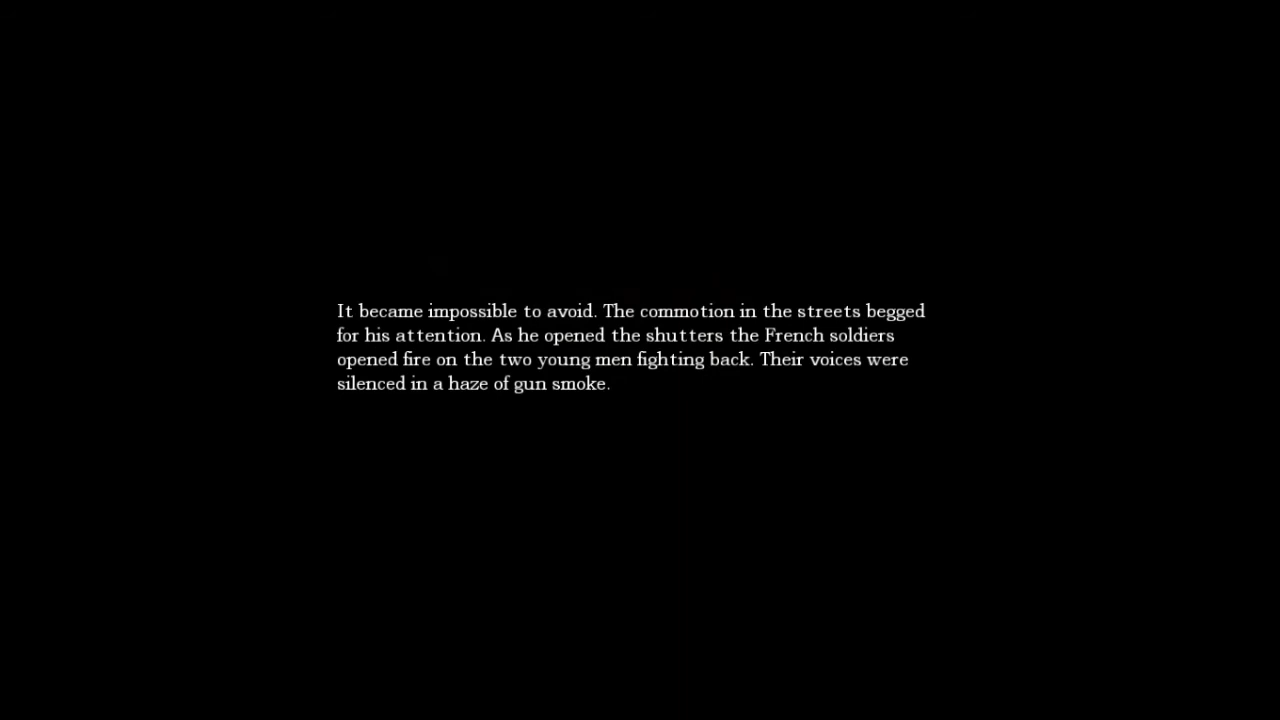 It became impossible to avoid. The commotion in the streets begged
for his attention. As he opened the shutters the French soldiers
opened fire on the two young men fighting back. Their voices were
silenced in a haze of gun smoke.